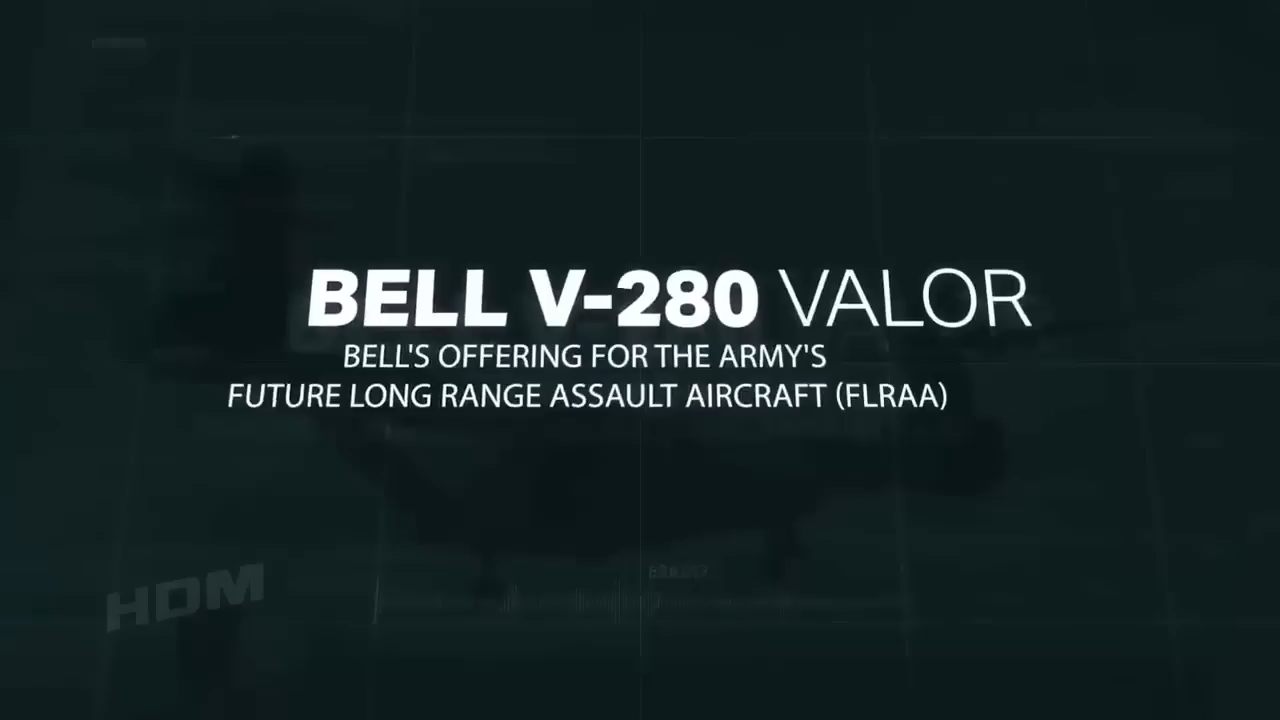 BELL V-280 VALOR
BELL'S OFFERING FOR THE ARMY'S
FUTURE LONG RANGE ASSAULT AIRCRAFT (FLRAA)
HDM